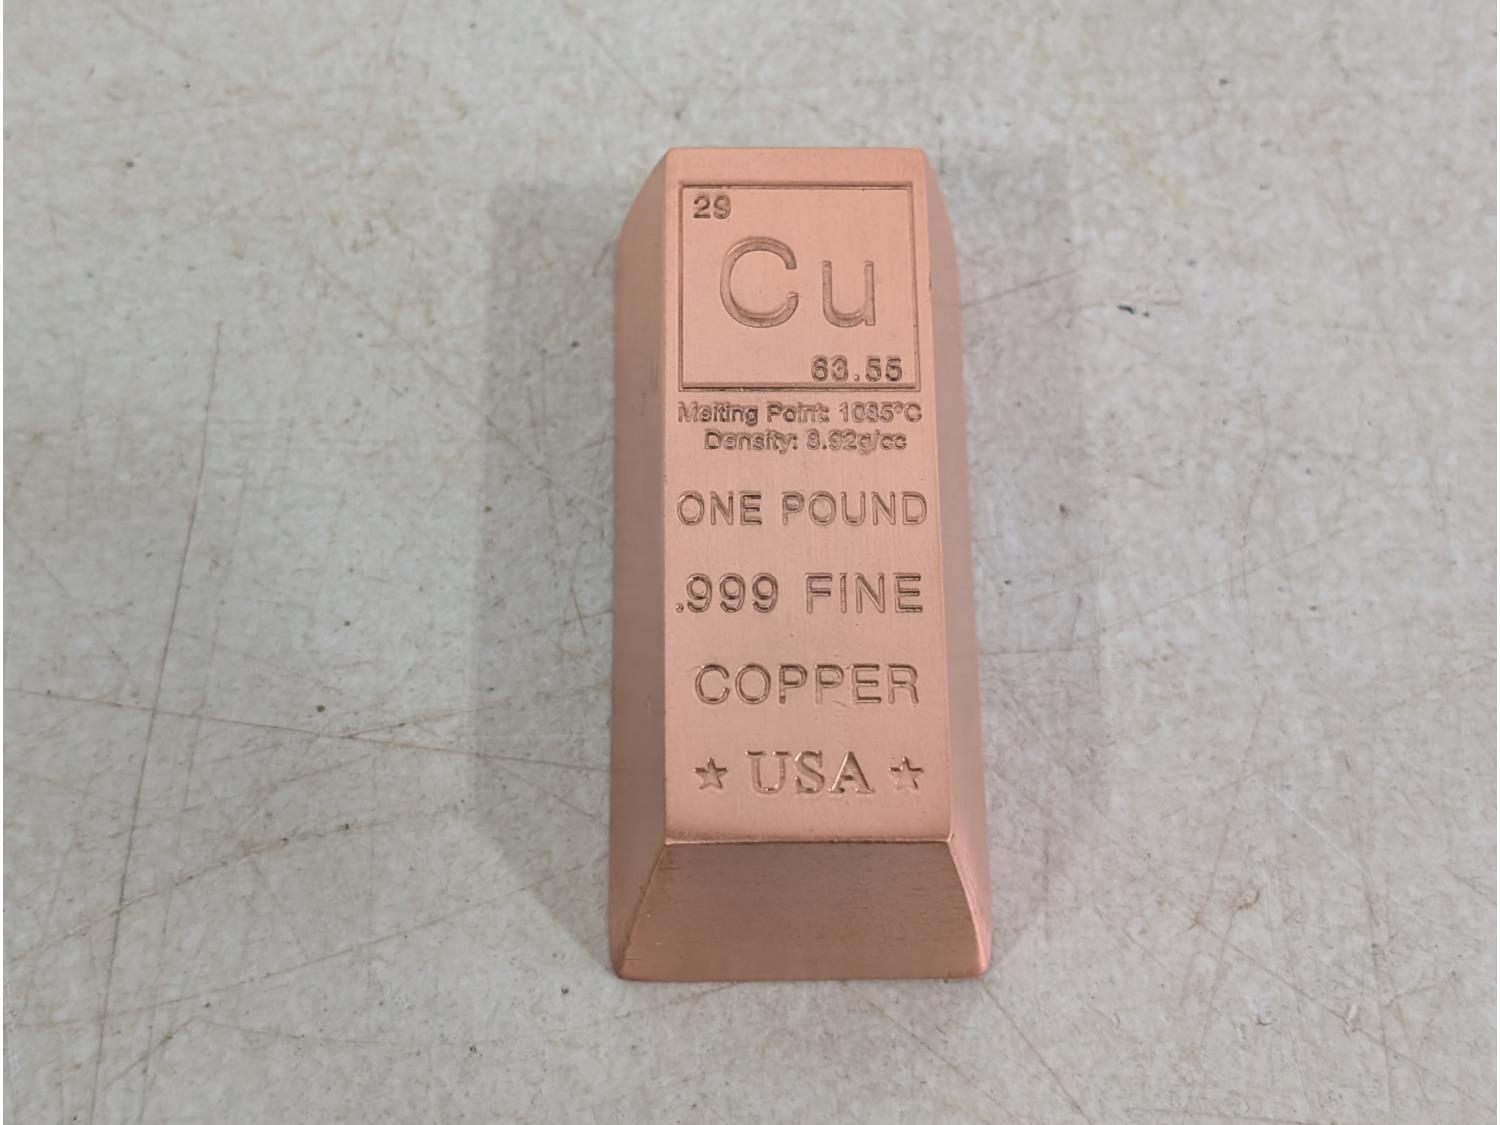 29
Cu
63.55
Melting Point: 1085°C
Density: 8.92g/cc
ONE POUND
.999 FINE
COPPER
★ USA ★